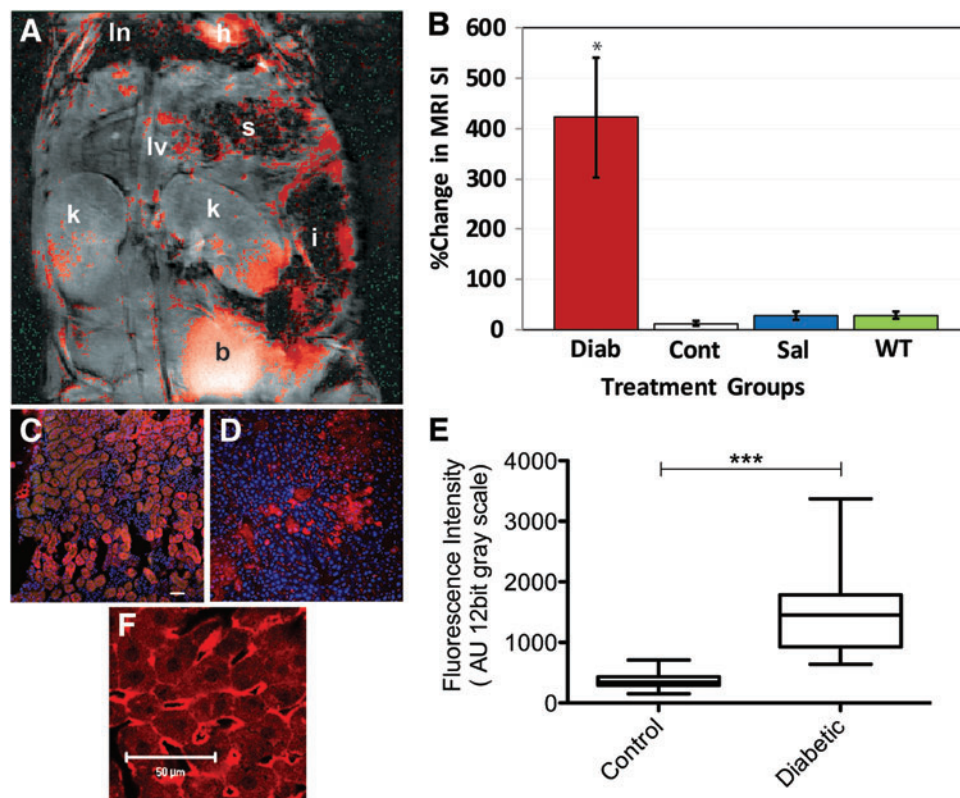 A
ln
h
s
lv
k
k
i
b
B
%Change in MRI SI
600
500
400
300
200
100
0
*
Diab Cont Sal WT
Treatment Groups
C
D
E
Fluorescence Intensity
( AU 12bit gray scale)
4000
3000
2000
1000
0
***
Control
Diabetic
F
50 µm